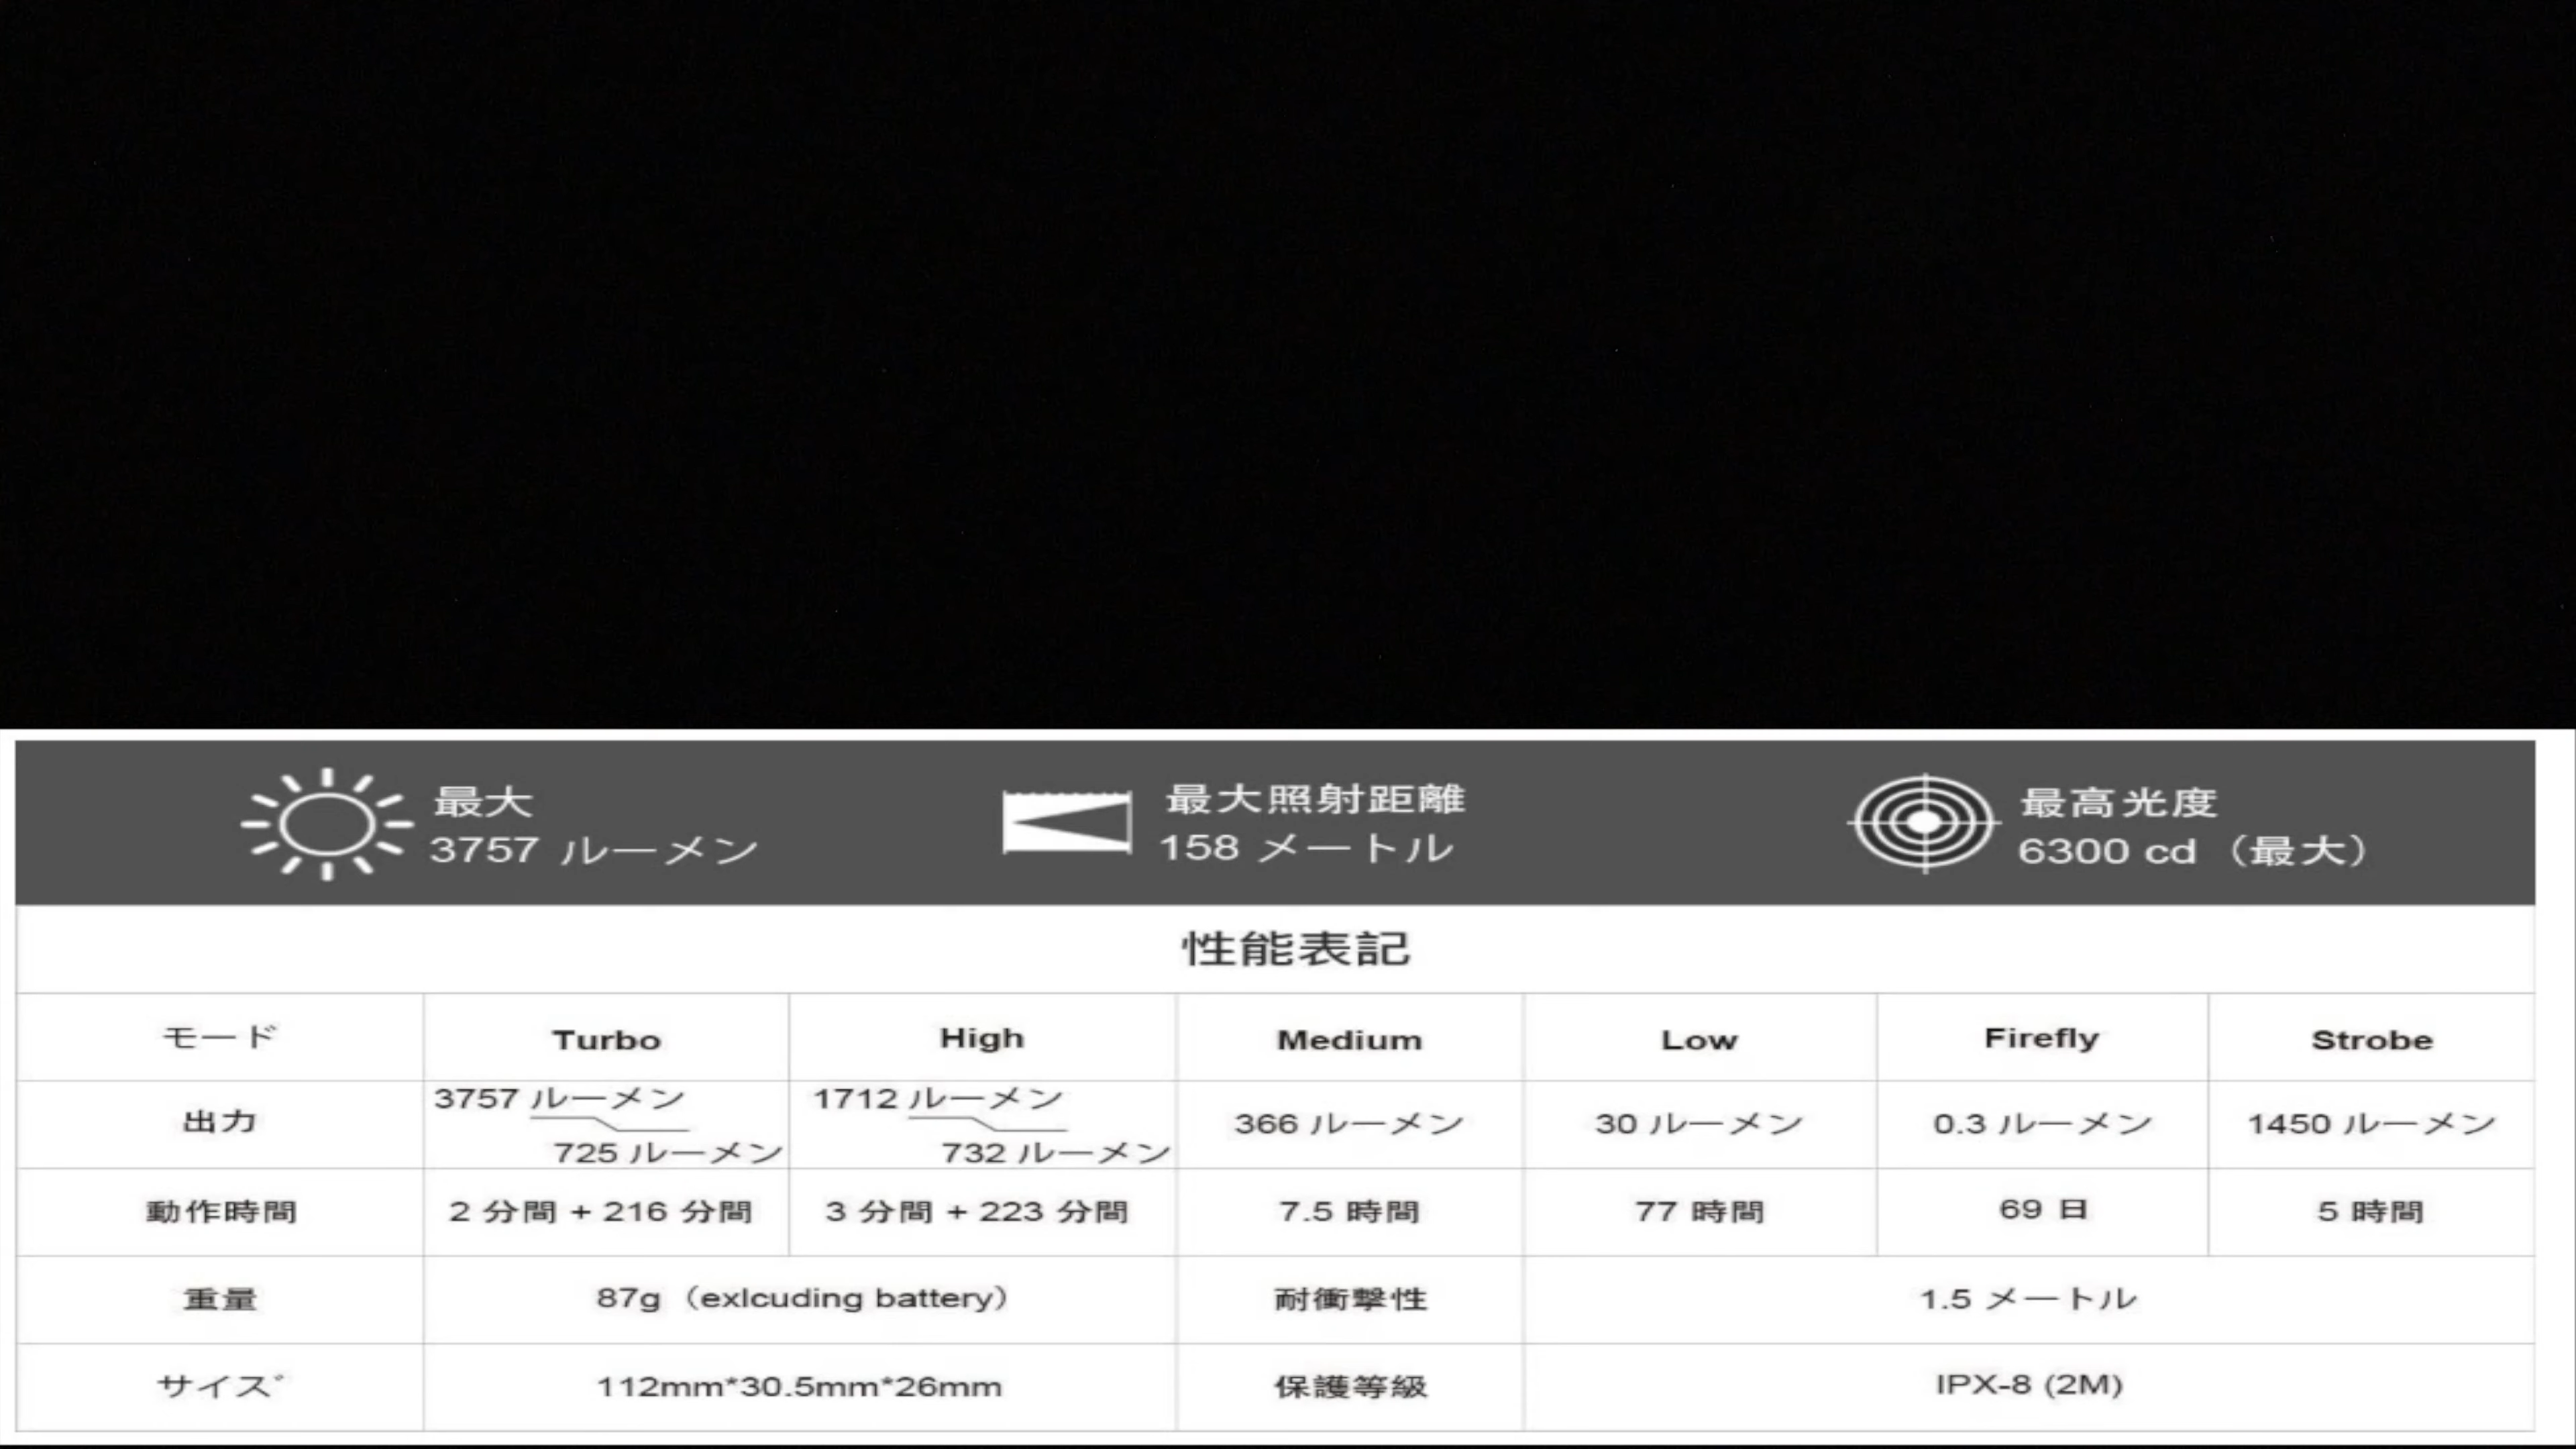 最大
3757 ルーメン
最大照射距離
158 メートル
最高光度
6300 cd（最大）
性能表記
モード Turbo High Medium Low Firefly Strobe
出力 3757 ルーメン 725 ルーメン 1712 ルーメン 732 ルーメン 366 ルーメン 30 ルーメン 0.3 ルーメン 1450 ルーメン
動作時間 2 分間 + 216 分間 3 分間 + 223 分間 7.5 時間 77 時間 69 日 5 時間
重量 87g（exlcuding battery） 耐衝撃性 1.5 メートル
サイズ 112mm*30.5mm*26mm 保護等級 IPX-8 (2M)